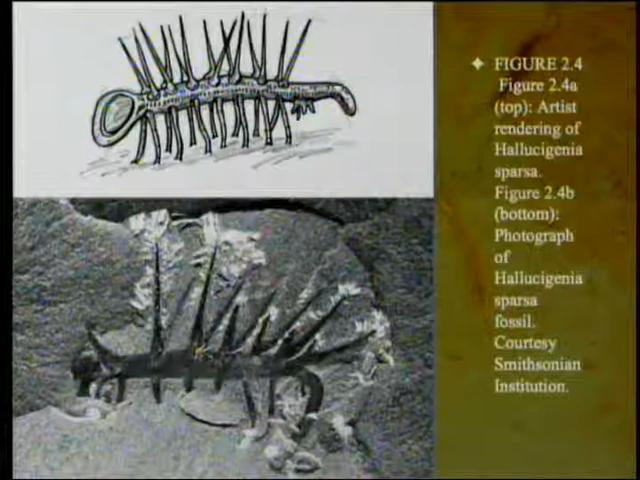 FIGURE 2.4
Figure 2.4a
(top): Artist
rendering of
Hallucigenia
sparsa.
Figure 2.4b
(bottom):
Photograph
of
Hallucigenia
sparsa
fossil.
Courtesy
Smithsonian
Institution.